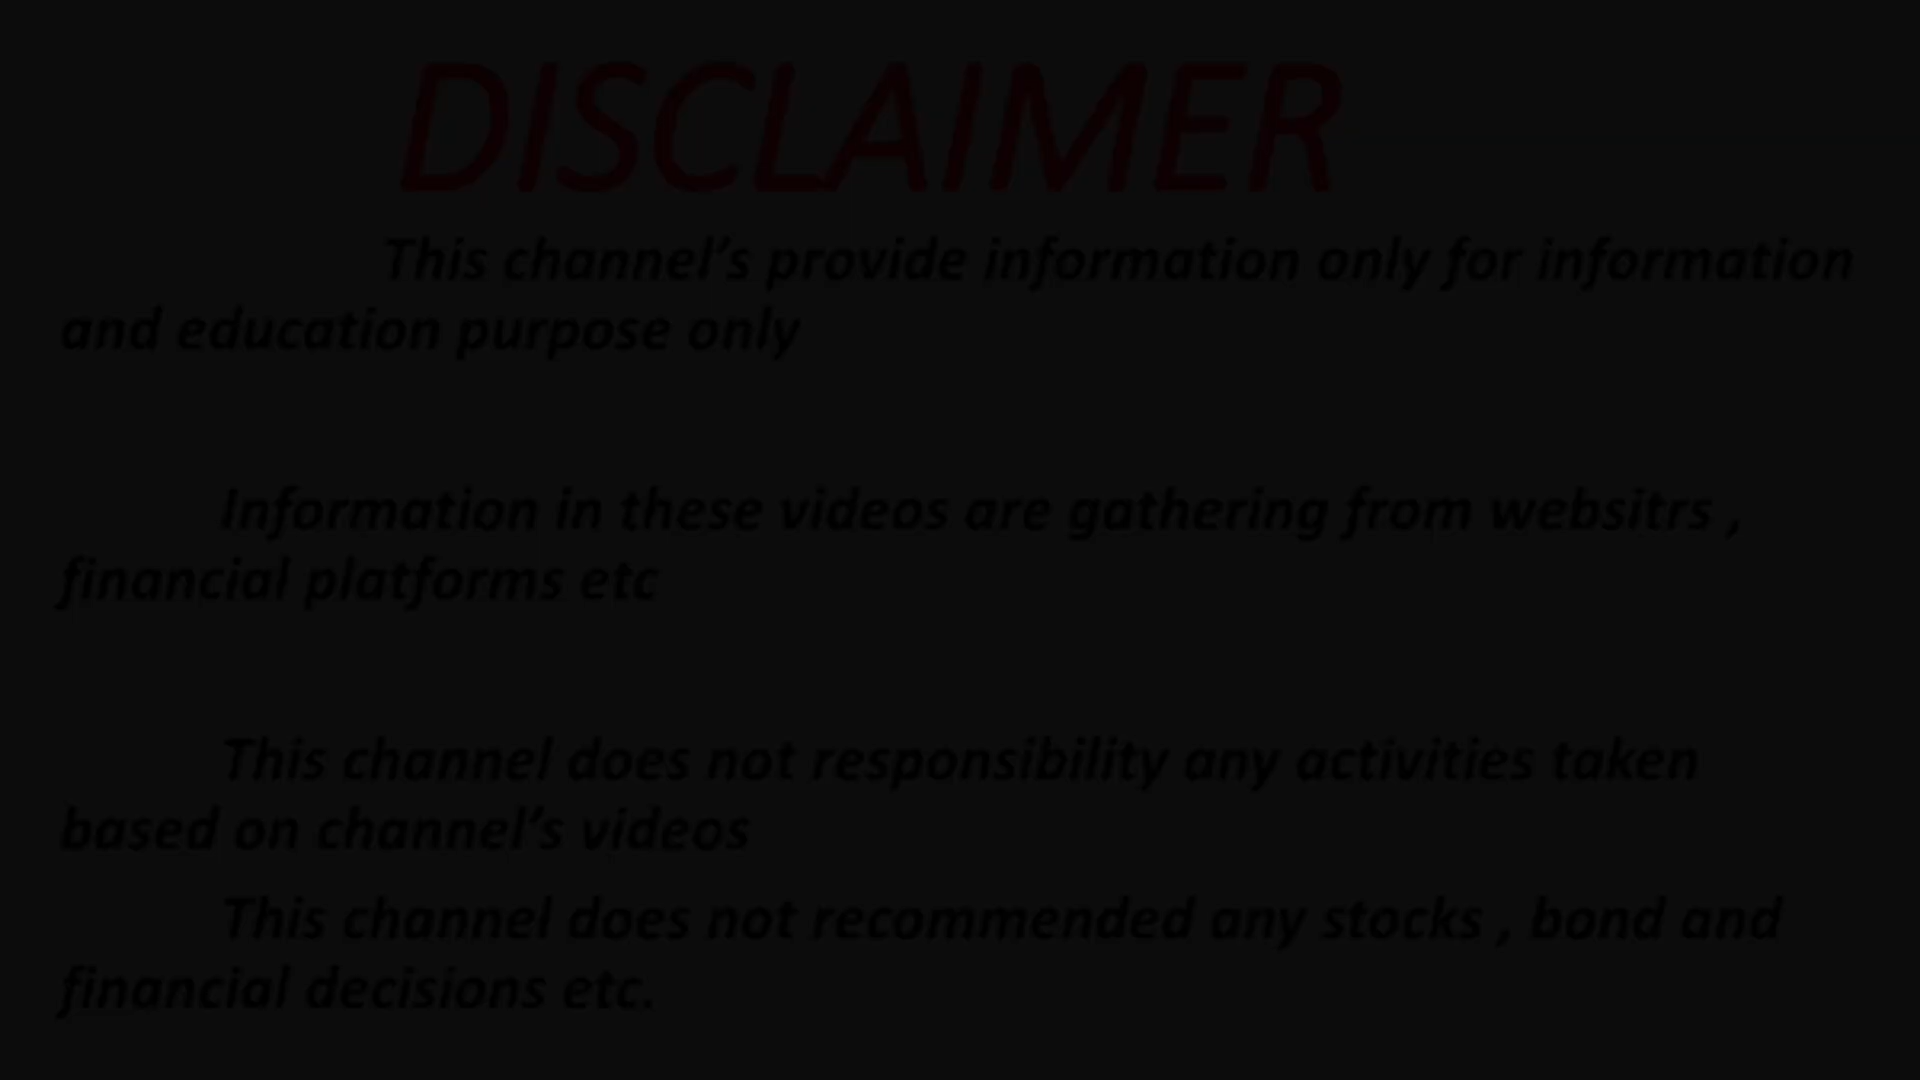 DISCLAIMER
This channel’s provide information only for information
and education purpose only
Information in these videos are gathering from websitrs ,
financial platforms etc
This channel does not responsibility any activities taken
based on channel’s videos
This channel does not recommended any stocks , bond and
financial decisions etc.